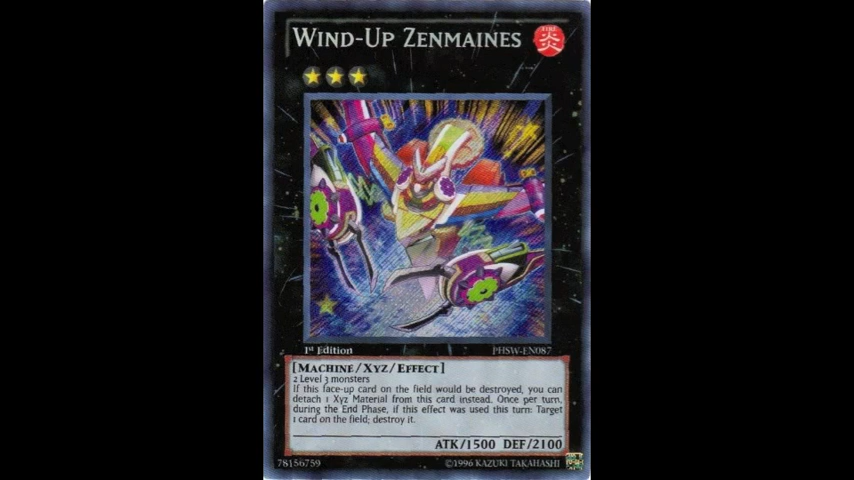 WIND-UP ZENMAINES
FIRE
炎
1st Edition
PHSW-EN087
[MACHINE/XYZ/EFFECT]
2 Level 3 monsters
If this face-up card on the field would be destroyed, you can
detach 1 Xyz Material from this card instead. Once per turn,
during the End Phase, if this effect was used this turn: Target
1 card on the field; destroy it.
ATK/1500 DEF/2100
78156759
©1996 KAZUKI TAKAHASHI